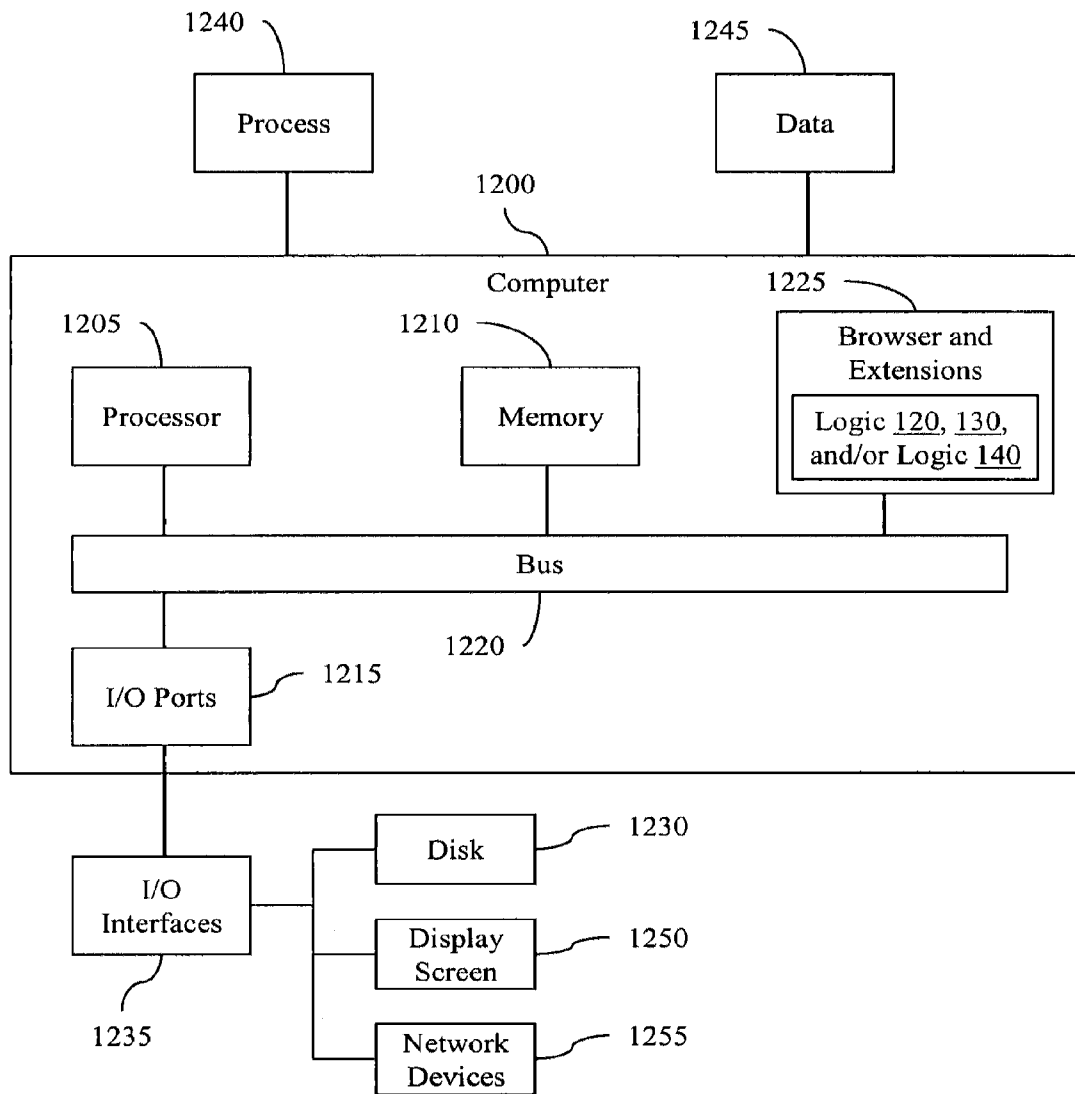 1240
1245
Process
Data
1200
Computer
1225
1205
1210
Browser and
Extensions
Processor
Memory
Logic 120, 130,
and/or Logic 140
Bus
1220
I/O Ports
1215
1230
Disk
I/O
Interfaces
1250
Display
Screen
1235
1255
Network
Devices